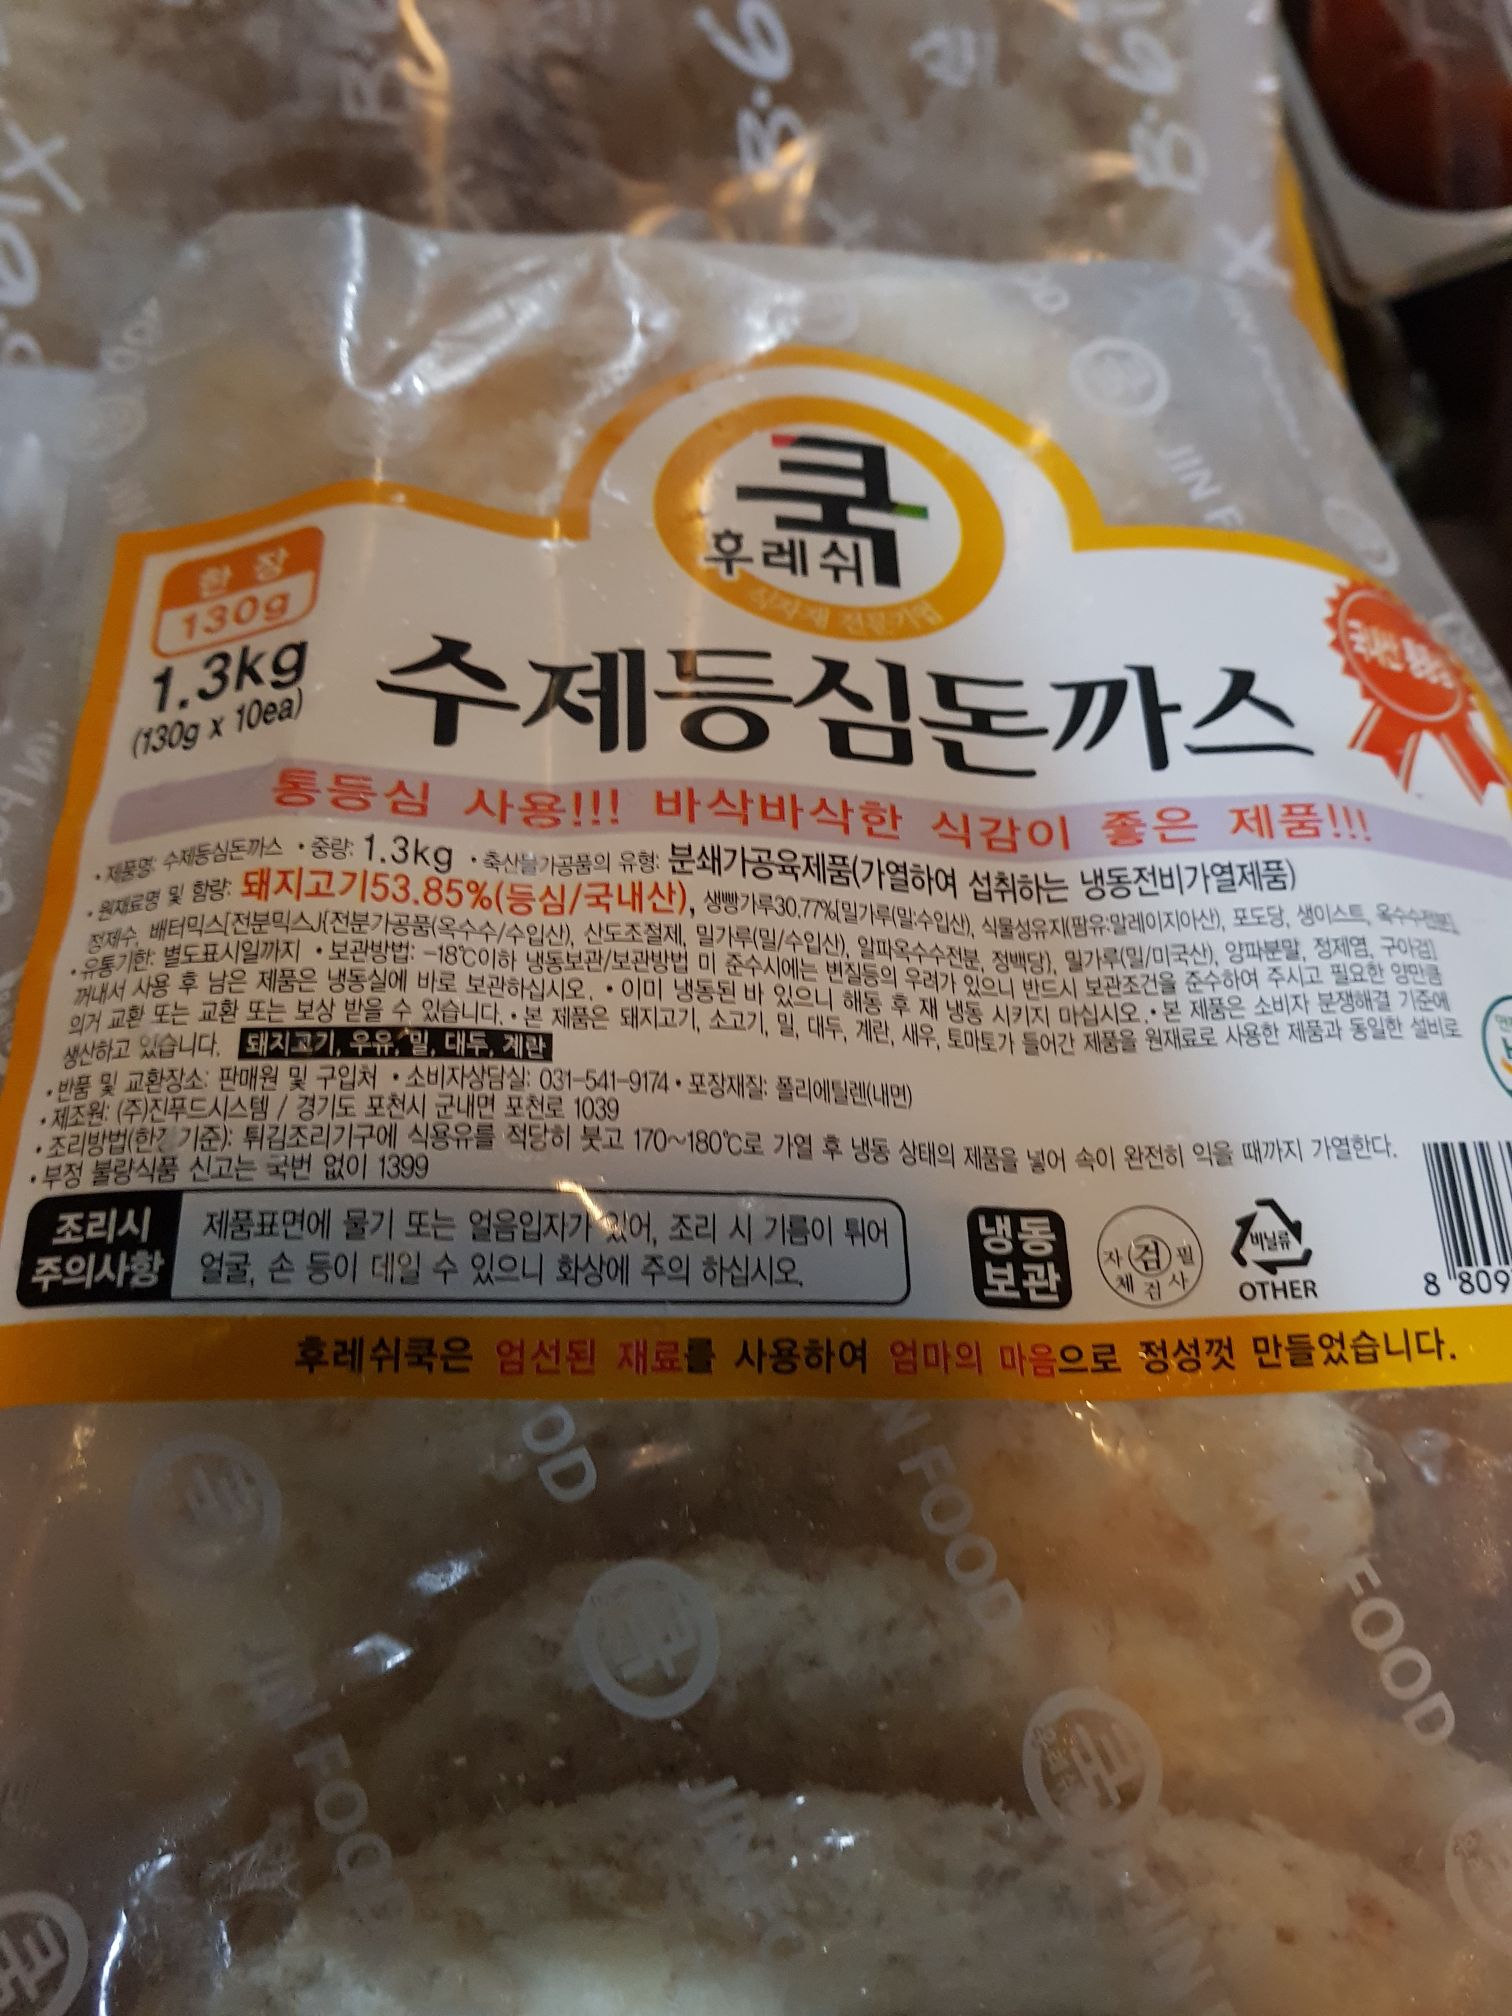 쿡
후레쉬
식자재 전문기업
한 장
130g
1.3kg
(130g x 10ea)
수제등심돈까스
통등심 사용!!! 바삭바삭한 식감이 좋은 제품!!!
• 제품명: 수제등심돈까스 • 중량: 1.3kg • 축산물가공품의 유형: 분쇄가공육제품(가열하여 섭취하는 냉동전비가열제품)
• 원재료명 및 함량: 돼지고기53.85%(등심/국내산), 생빵가루30.77%[밀가루(밀:수입산), 식물성유지(팜유:말레이지아산), 포도당, 생이스트, 옥수수전분],
정제수, 배터믹스[전분믹스J(전분가공품(옥수수/수입산), 산도조절제, 밀가루(밀/수입산), 알파옥수수전분, 정백당), 밀가루(밀/미국산), 양파분말, 정제염, 구아검]
• 유통기한: 별도표시일까지 • 보관방법: -18℃이하 냉동보관/보관방법 미 준수시에는 변질등의 우려가 있으니 반드시 보관조건을 준수하여 주시고 필요한 양만큼
꺼내서 사용 후 남은 제품은 냉동실에 바로 보관하십시오. • 이미 냉동된 바 있으니 해동 후 재 냉동 시키지 마십시오. • 본 제품은 소비자 분쟁해결 기준에
의거 교환 또는 교환 또는 보상 받을 수 있습니다. • 본 제품은 돼지고기, 소고기, 밀, 대두, 계란, 새우, 토마토가 들어간 제품을 원재료로 사용한 제품과 동일한 설비로
생산하고 있습니다. 돼지고기, 우유, 밀, 대두, 계란
• 반품 및 교환장소: 판매원 및 구입처 • 소비자상담실: 031-541-9174 • 포장재질: 폴리에틸렌(내면)
• 제조원: (주)진푸드시스템 / 경기도 포천시 군내면 포천로 1039
• 조리방법(한장 기준): 튀김조리기구에 식용유를 적당히 붓고 170~180℃로 가열 후 냉동 상태의 제품을 넣어 속이 완전히 익을 때까지 가열한다.
• 부정 불량식품 신고는 국번 없이 1399
조리시
주의사항
제품표면에 물기 또는 얼음입자가 있어, 조리 시 기름이 튀어
얼굴, 손 등이 데일 수 있으니 화상에 주의 하십시오.
냉동
보관
자체검사필
검
비닐류
OTHER
8 809
후레쉬쿡은 엄선된 재료를 사용하여 엄마의 마음으로 정성껏 만들었습니다.
JIN FOOD
FOOD
JIN FOOD